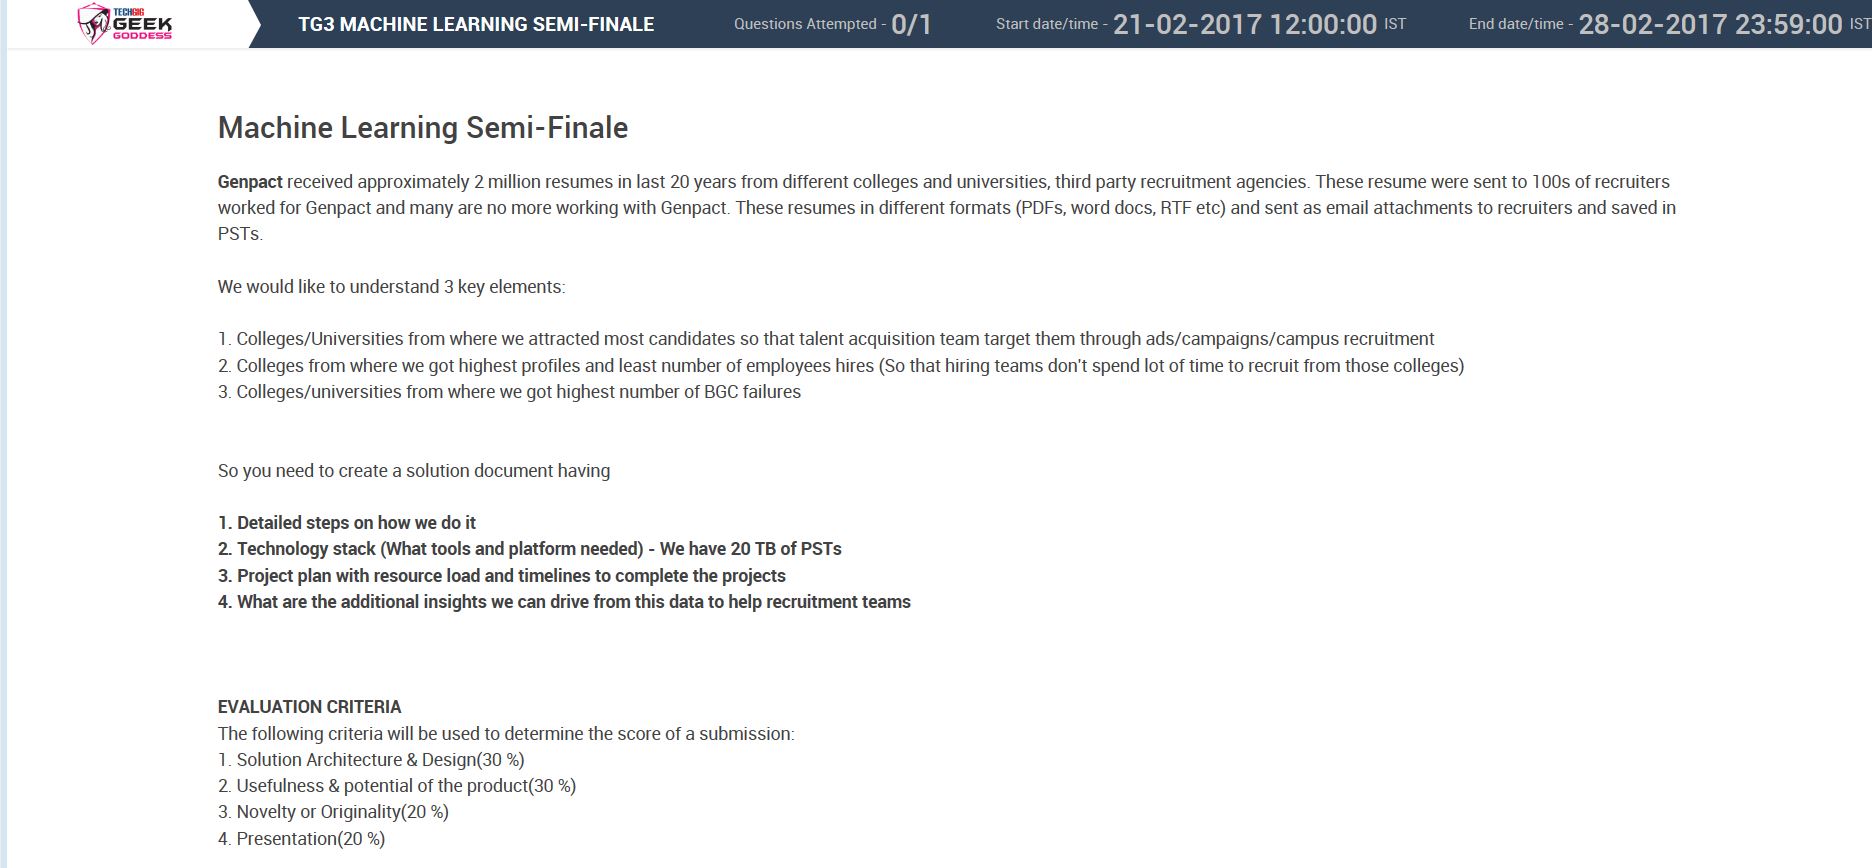 TECHGIG
GEEK
GODDESS
TG3 MACHINE LEARNING SEMI-FINALE
Questions Attempted - 0/1
Start date/time - 21-02-2017 12:00:00 IST
End date/time - 28-02-2017 23:59:00 IST
Machine Learning Semi-Finale
Genpact received approximately 2 million resumes in last 20 years from different colleges and universities, third party recruitment agencies. These resume were sent to 100s of recruiters
worked for Genpact and many are no more working with Genpact. These resumes in different formats (PDFs, word docs, RTF etc) and sent as email attachments to recruiters and saved in
PSTs.
We would like to understand 3 key elements:
1. Colleges/Universities from where we attracted most candidates so that talent acquisition team target them through ads/campaigns/campus recruitment
2. Colleges from where we got highest profiles and least number of employees hires (So that hiring teams don't spend lot of time to recruit from those colleges)
3. Colleges/universities from where we got highest number of BGC failures
So you need to create a solution document having
1. Detailed steps on how we do it
2. Technology stack (What tools and platform needed) - We have 20 TB of PSTs
3. Project plan with resource load and timelines to complete the projects
4. What are the additional insights we can drive from this data to help recruitment teams
EVALUATION CRITERIA
The following criteria will be used to determine the score of a submission:
1. Solution Architecture & Design(30 %)
2. Usefulness & potential of the product(30 %)
3. Novelty or Originality(20 %)
4. Presentation(20 %)